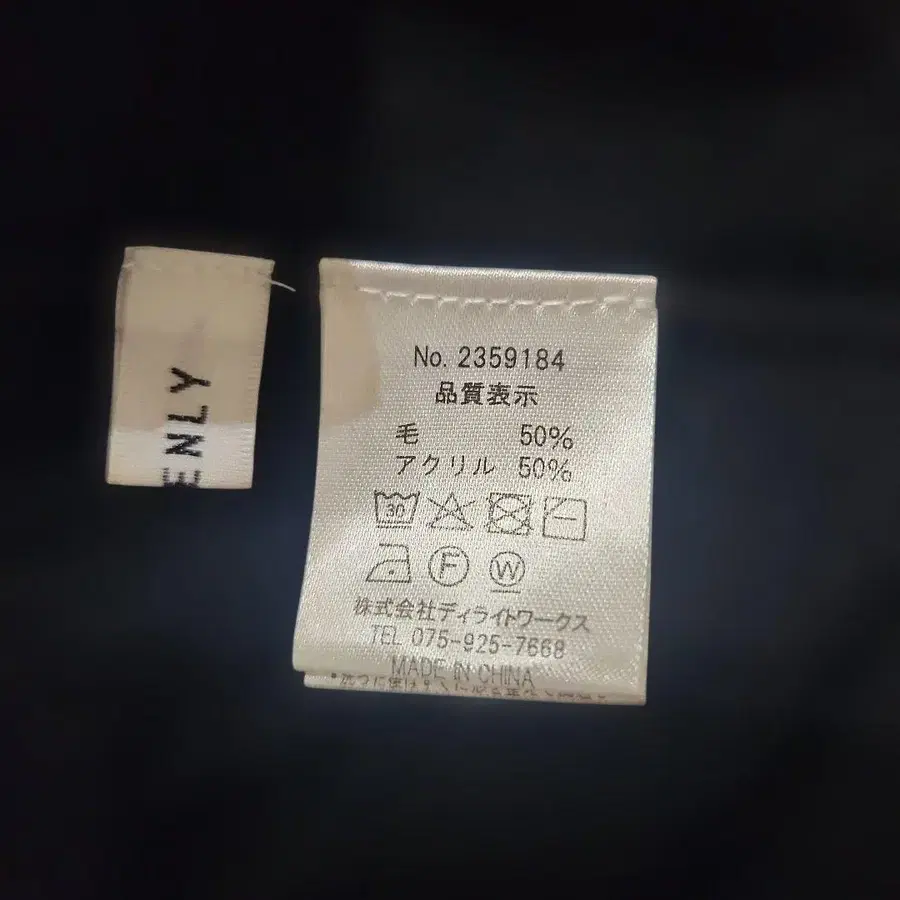 ENLY
No. 2359184
品質表示
毛 50%
アクリル 50%
30
F
W
株式会社ディライトワークス
TEL 075-925-7668
MADE IN CHINA